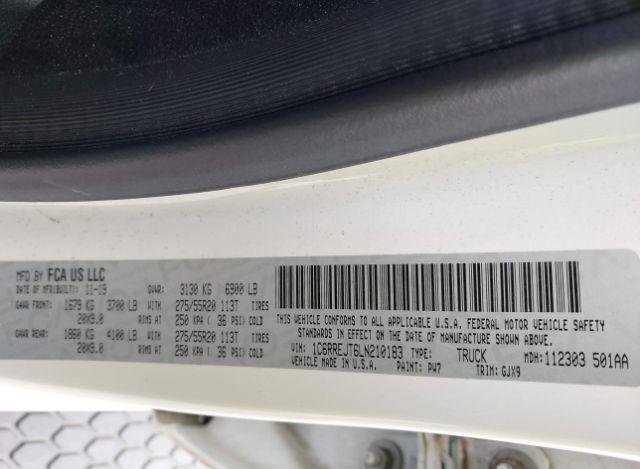 MFD BY FCA US LLC
DATE OF MFR(BUILT): 11-19 GVWR: 3130 KG 6900 LB
GAWR FRONT: 1679 KG 3700 LB WITH 275/55R20 113T TIRES
20X9.0 RIMS AT 250 KPA ( 36 PSI) COLD
GAWR REAR: 1860 KG 4100 LB WITH 275/55R20 113T TIRES
20X9.0 RIMS AT 250 KPA ( 36 PSI) COLD
THIS VEHICLE CONFORMS TO ALL APPLICABLE U.S.A. FEDERAL MOTOR VEHICLE SAFETY
STANDARDS IN EFFECT ON THE DATE OF MANUFACTURE SHOWN ABOVE.
VIN: 1C6RREJT6LN210183 TYPE: TRUCK MDH: 112303 501AA
VEHICLE MADE IN U.S.A. PAINT: PW7 TRIM: GJX9